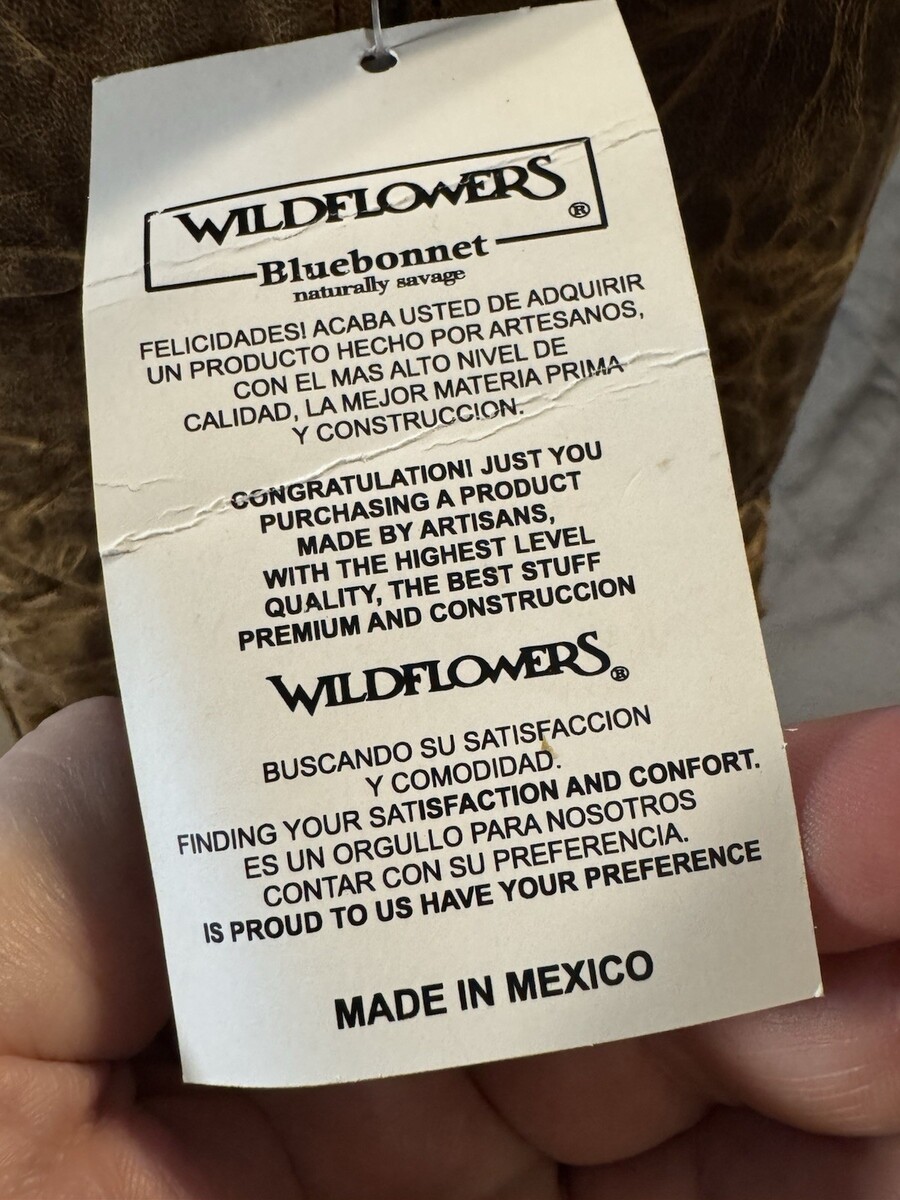 WILDFLOWERS®
Bluebonnet
naturally savage
FELICIDADES! ACABA USTED DE ADQUIRIR
UN PRODUCTO HECHO POR ARTESANOS,
CON EL MAS ALTO NIVEL DE
CALIDAD, LA MEJOR MATERIA PRIMA
Y CONSTRUCCION.
CONGRATULATION! JUST YOU
PURCHASING A PRODUCT
MADE BY ARTISANS,
WITH THE HIGHEST LEVEL
QUALITY, THE BEST STUFF
PREMIUM AND CONSTRUCCION
WILDFLOWERS®
BUSCANDO SU SATISFACCION
Y COMODIDAD.
FINDING YOUR SATISFACTION AND CONFORT.
ES UN ORGULLO PARA NOSOTROS
CONTAR CON SU PREFERENCIA.
IS PROUD TO US HAVE YOUR PREFERENCE
MADE IN MEXICO